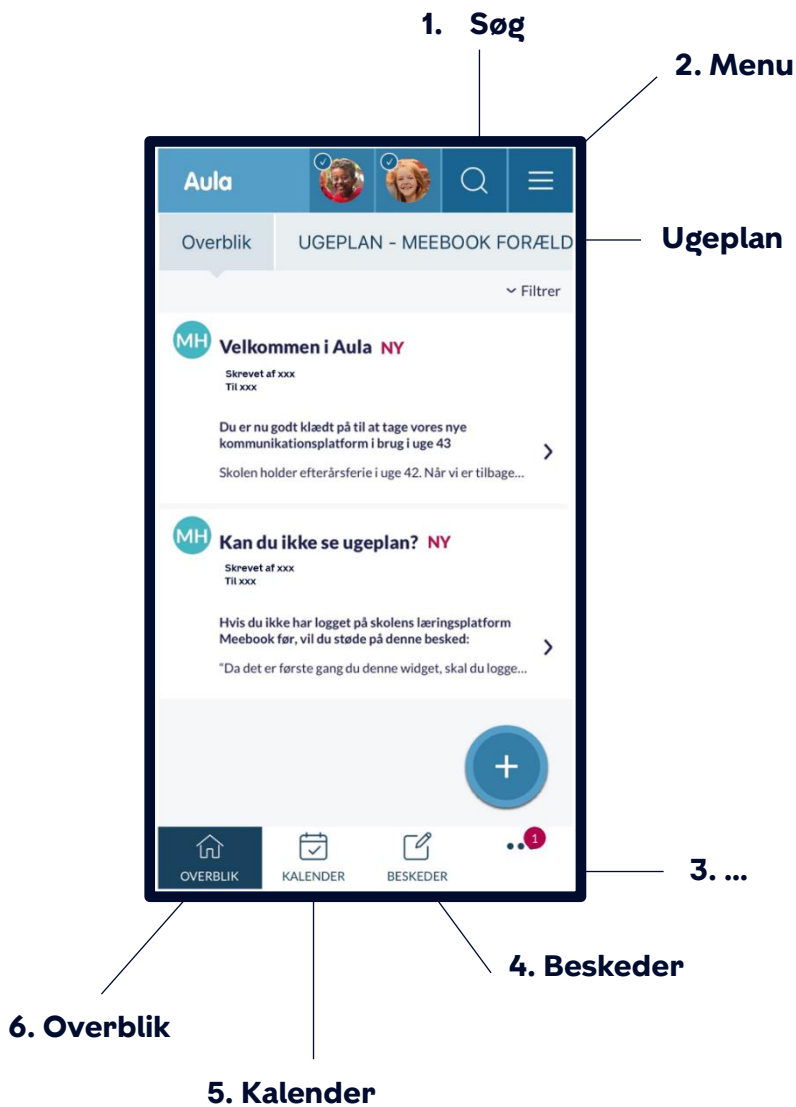 1. Søg
2. Menu
Aula
Overblik UGEPLAN - MEEBOOK FORÆLD
Ugeplan
Filtrer
MH
Velkommen i Aula NY
Skrevet af xxx
Til xxx
Du er nu godt klædt på til at tage vores nye
kommunikationsplatform i brug i uge 43
Skolen holder efterårsferie i uge 42. Når vi er tilbage...
MH
Kan du ikke se ugeplan? NY
Skrevet af xxx
Til xxx
Hvis du ikke har logget på skolens læringsplatform
Meebook før, vil du støde på denne besked:
"Da det er første gang du denne widget, skal du logge...
+
1
OVERBLIK KALENDER BESKEDER
3. ...
4. Beskeder
6. Overblik
5. Kalender